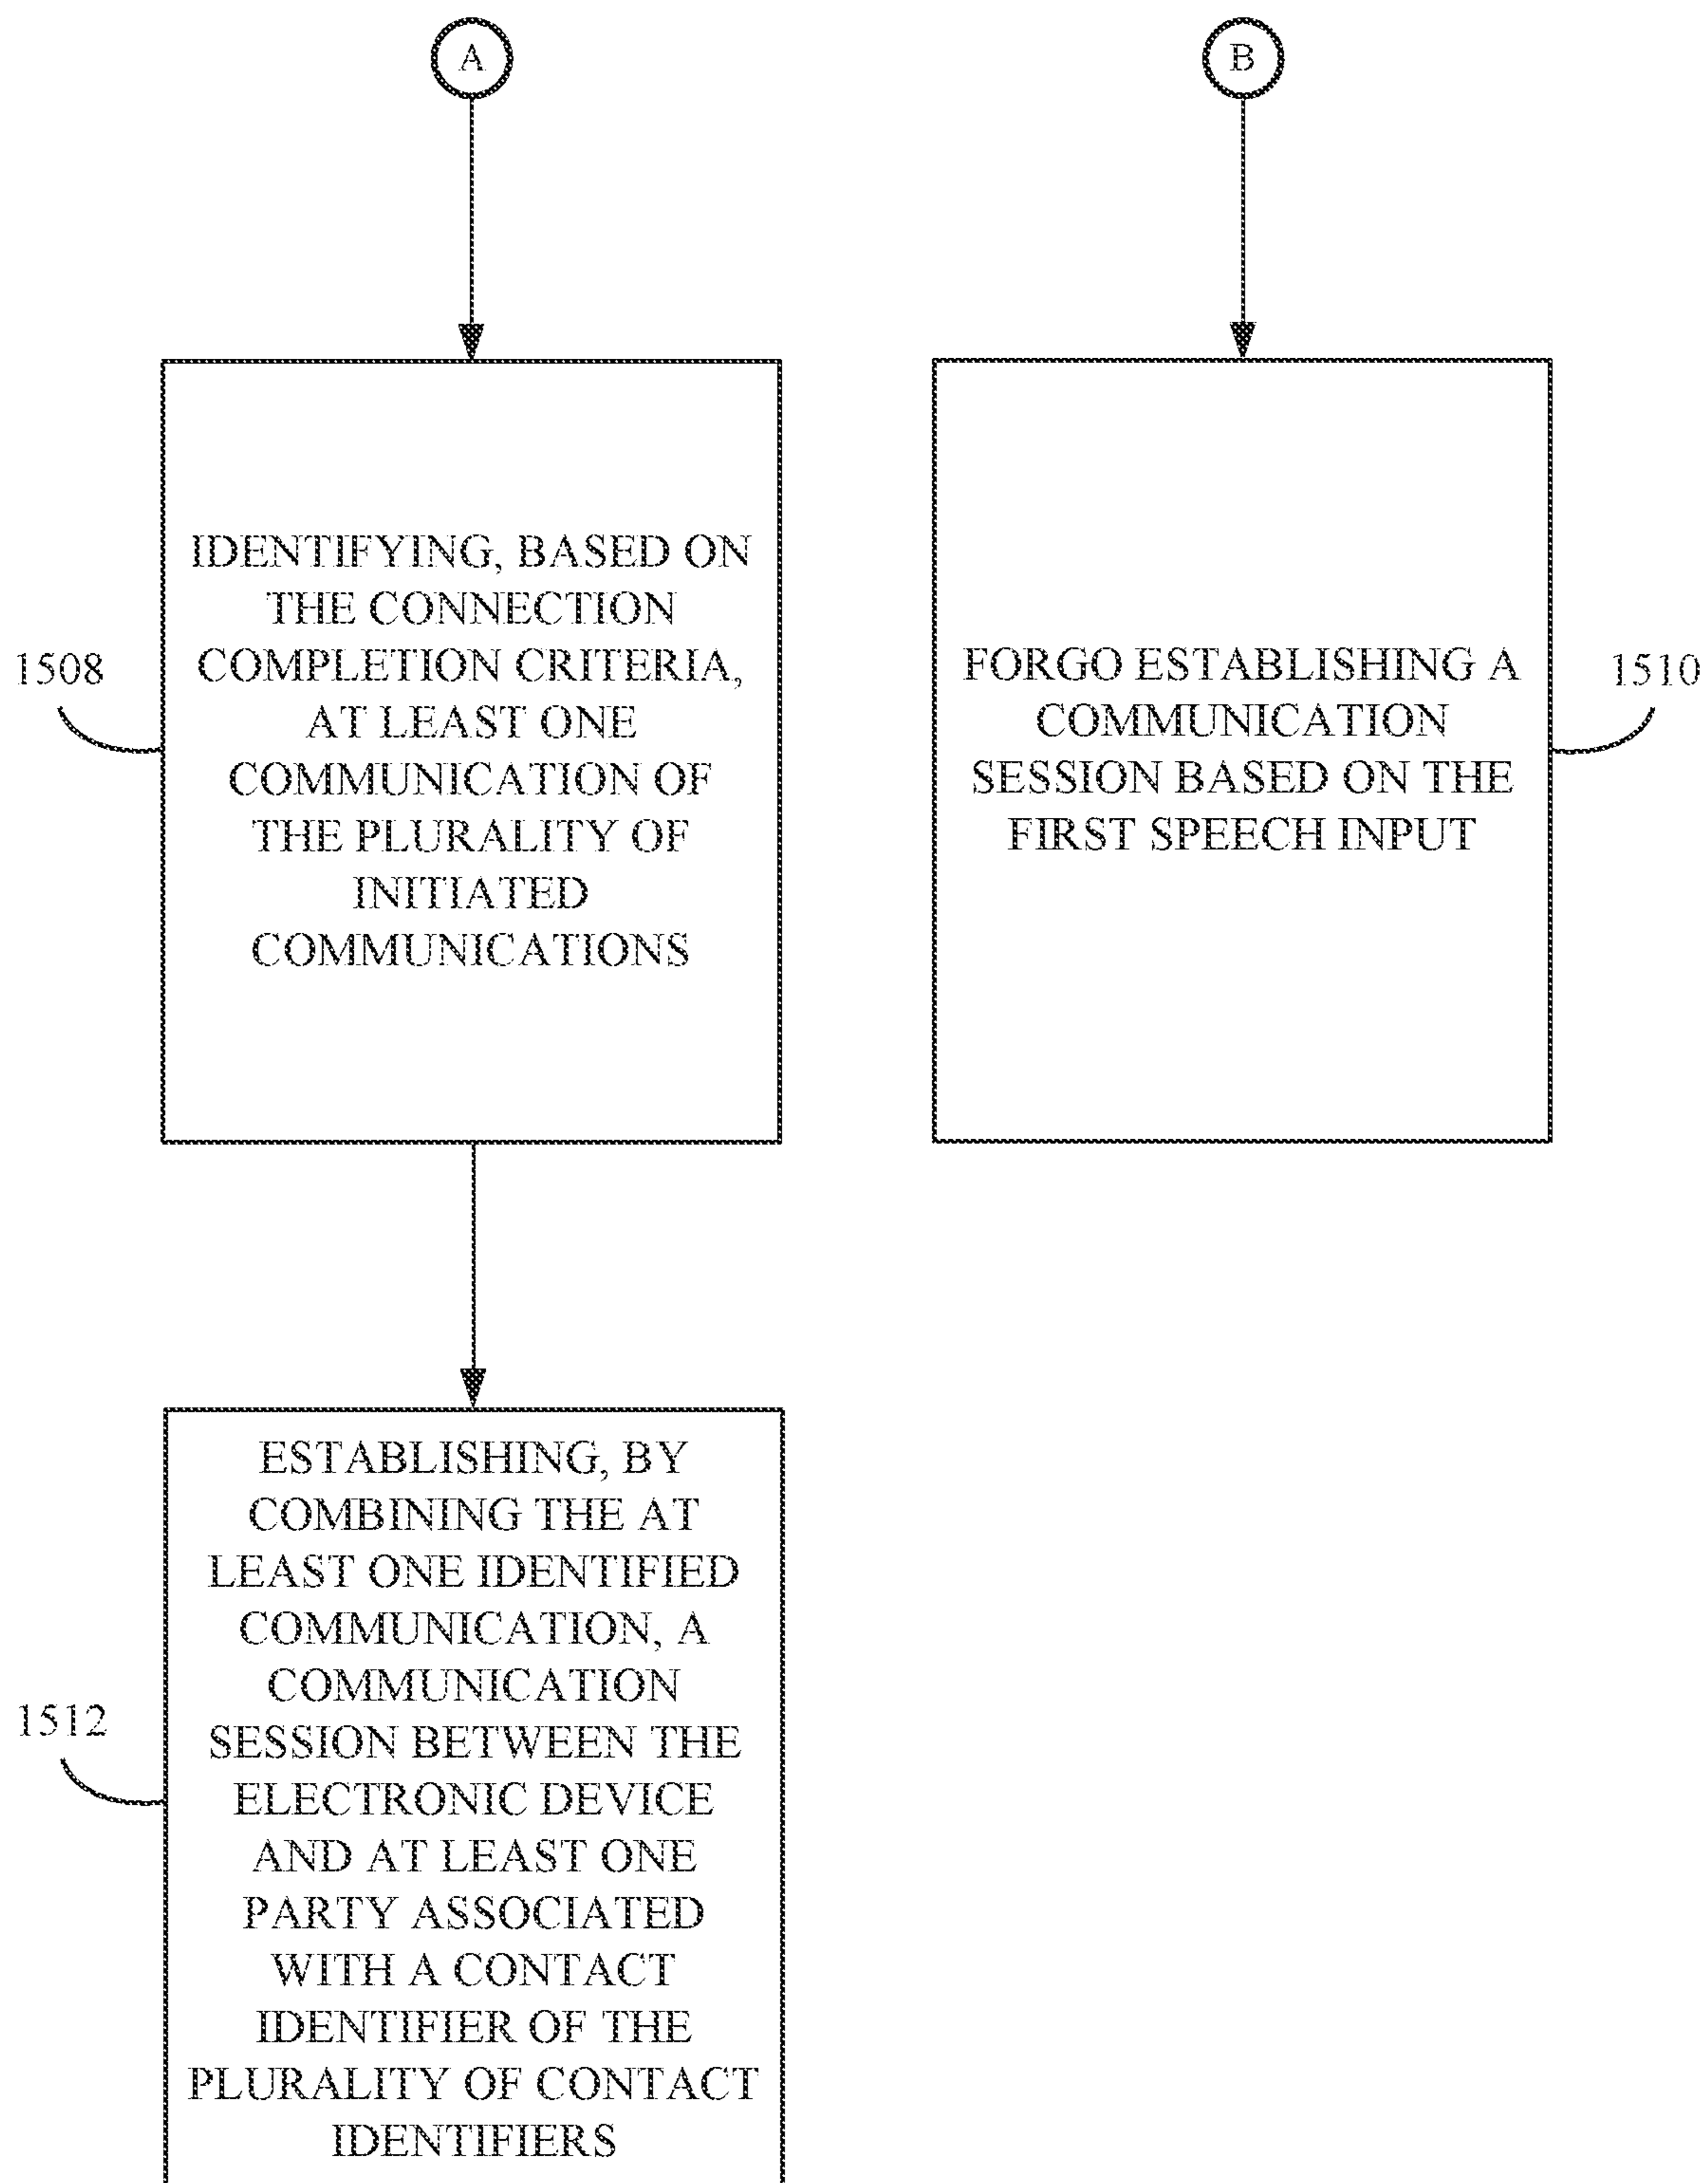 A
B
1508
IDENTIFYING, BASED ON
THE CONNECTION
COMPLETION CRITERIA,
AT LEAST ONE
COMMUNICATION OF
THE PLURALITY OF
INITIATED
COMMUNICATIONS
FORGO ESTABLISHING A
COMMUNICATION
SESSION BASED ON THE
FIRST SPEECH INPUT
1510
1512
ESTABLISHING, BY
COMBINING THE AT
LEAST ONE IDENTIFIED
COMMUNICATION, A
COMMUNICATION
SESSION BETWEEN THE
ELECTRONIC DEVICE
AND AT LEAST ONE
PARTY ASSOCIATED
WITH A CONTACT
IDENTIFIER OF THE
PLURALITY OF CONTACT
IDENTIFIERS